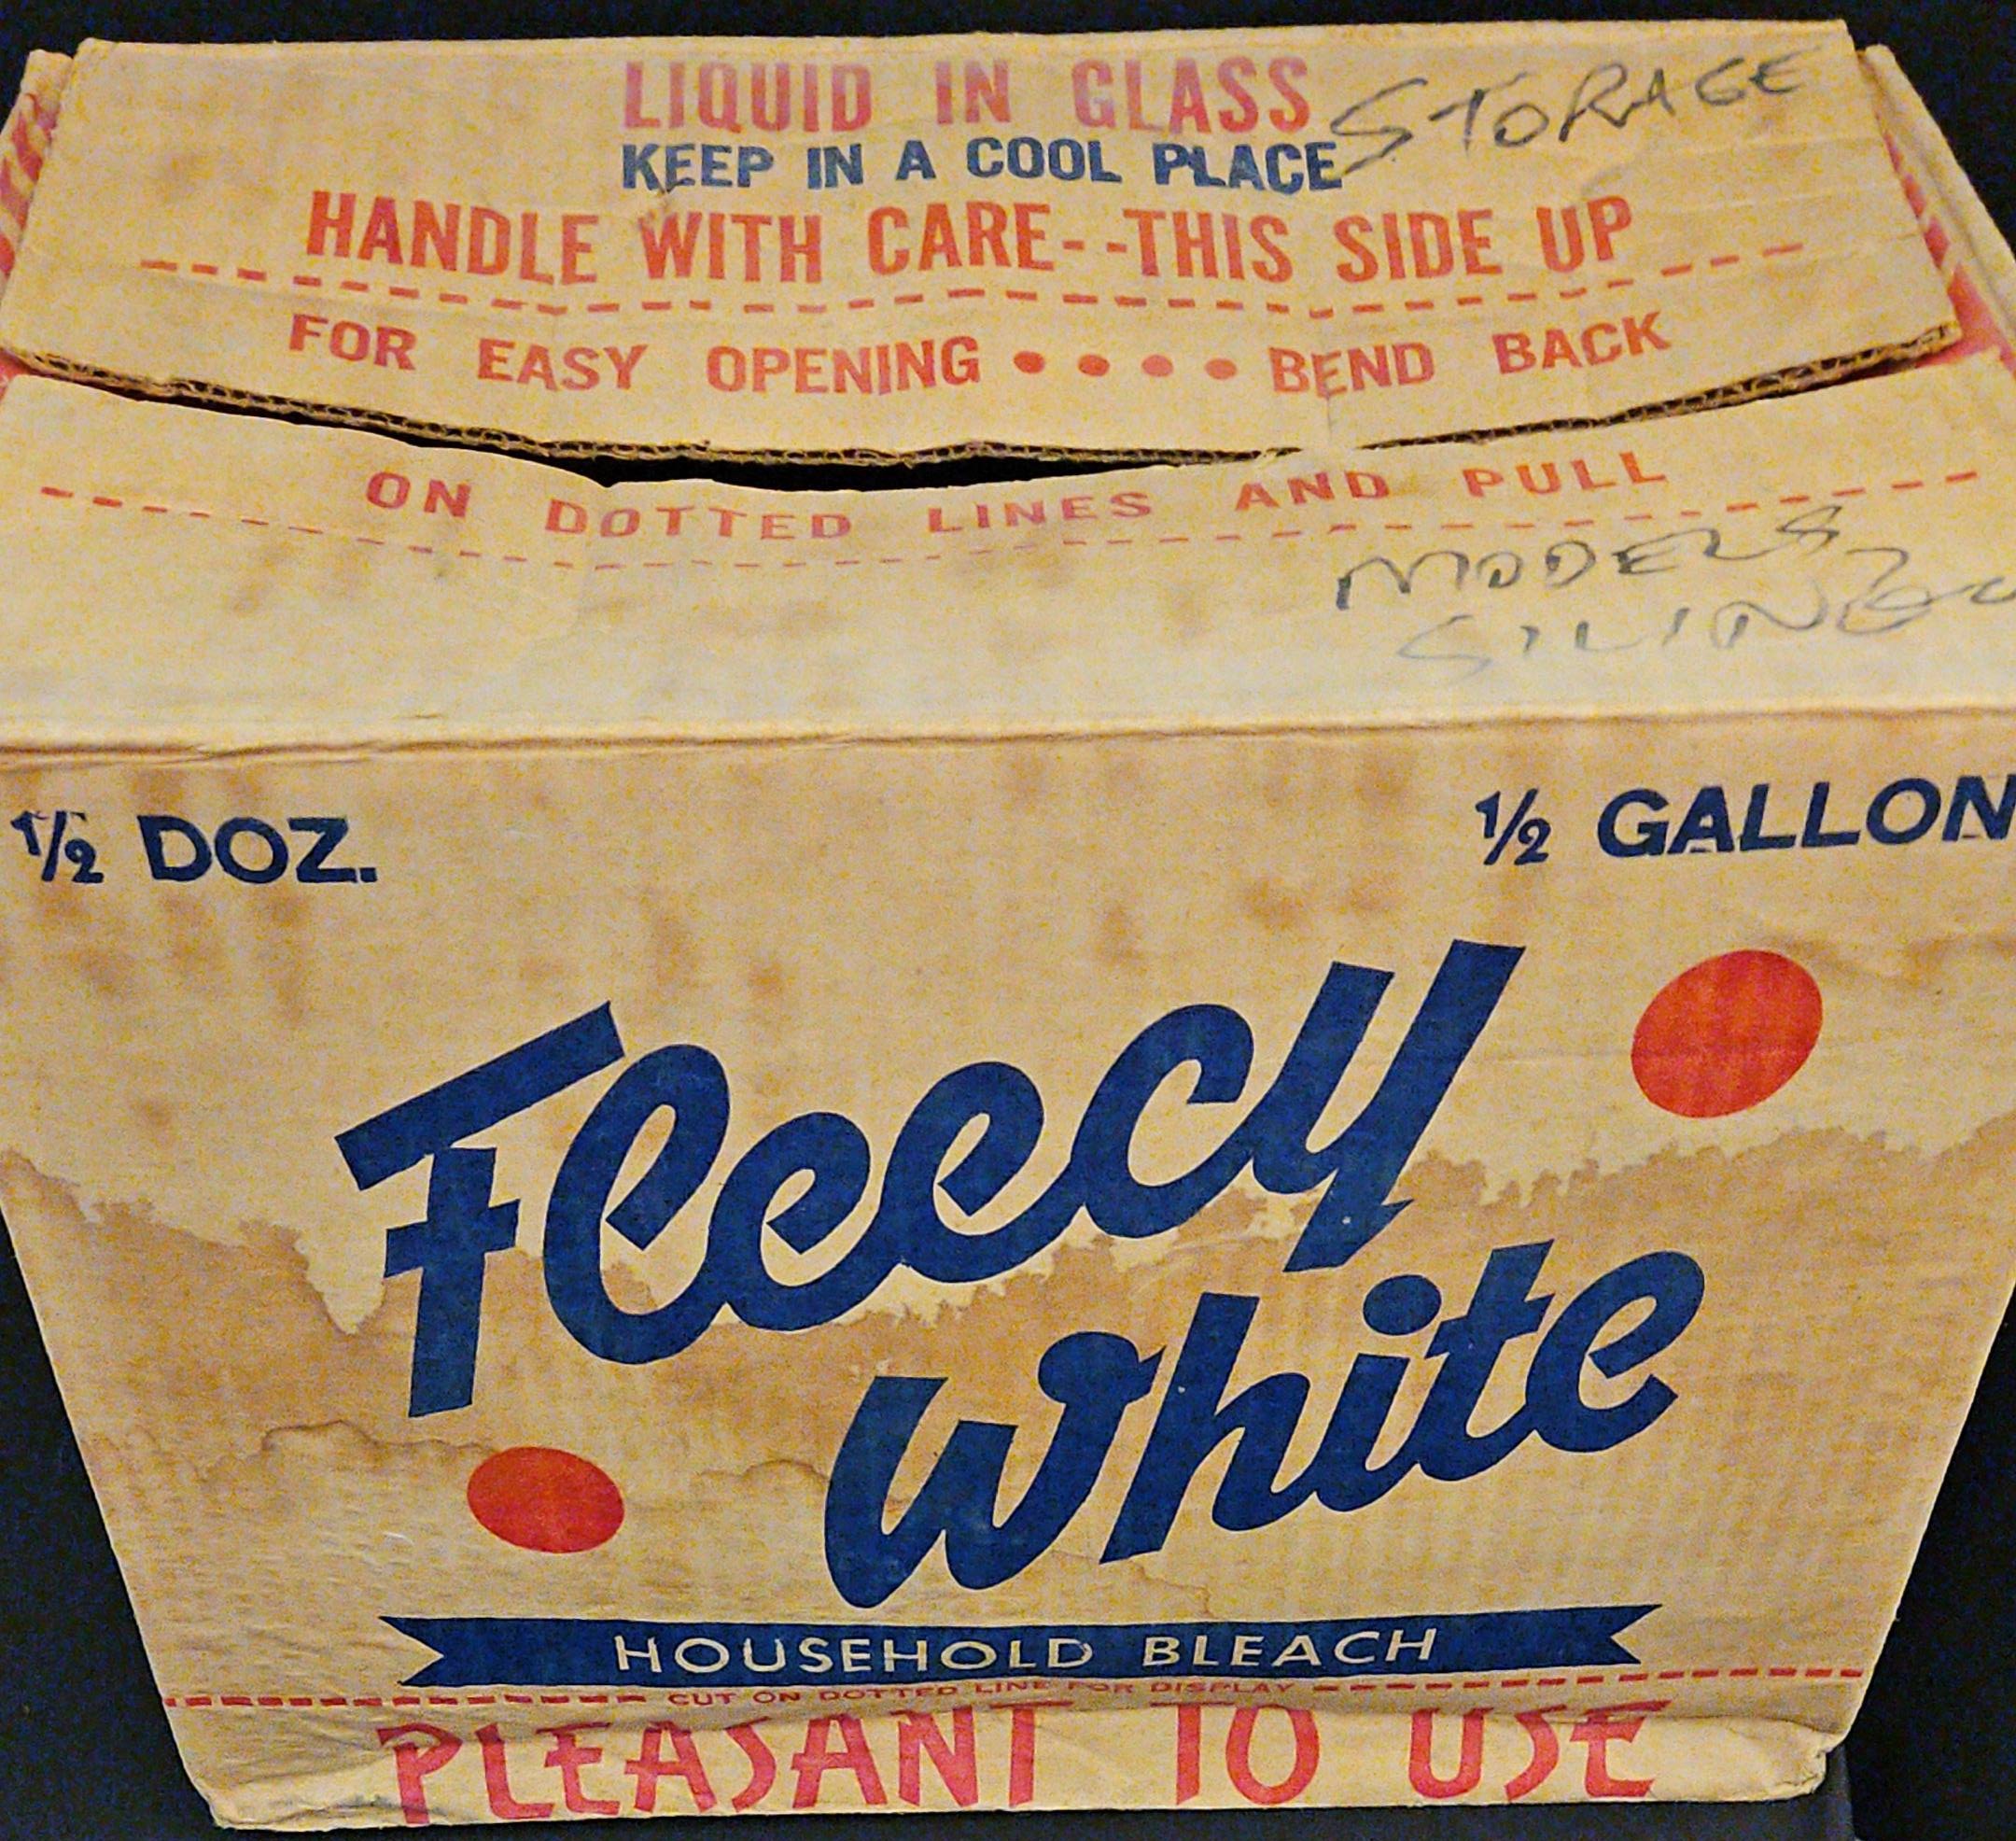 LIQUID IN GLASS
STORAGE
KEEP IN A COOL PLACE
HANDLE WITH CARE--THIS SIDE UP
FOR EASY OPENING • • • • BEND BACK
ON DOTTED LINES AND PULL
MODELS
1/2 DOZ.
1/2 GALLON
Fleecy
White
HOUSEHOLD BLEACH
CUT ON DOTTED LINE FOR DISPLAY
PLEASANT TO USE